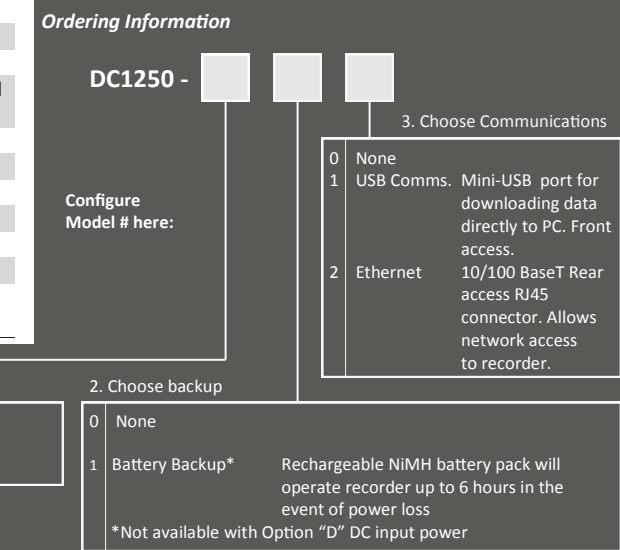 Ordering Information
DC1250 -
3. Choose Communications
0 None
1 USB Comms. Mini-USB port for
downloading data
directly to PC. Front
access.
2 Ethernet 10/100 BaseT Rear
access RJ45
connector. Allows
network access
to recorder.
Configure
Model # here:
2. Choose backup
0 None
1 Battery Backup* Rechargeable NiMH battery pack will
operate recorder up to 6 hours in the
event of power loss
*Not available with Option “D” DC input power